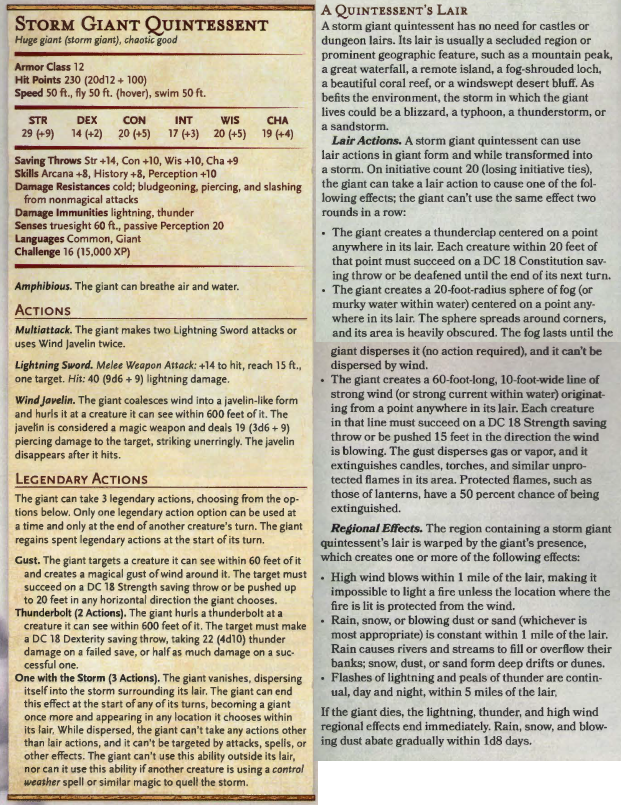 STORM GIANT QUINTESSENT
Huge giant (storm giant), chaotic good
Armor Class 12
Hit Points 230 (20d12 + 100)
Speed 50 ft., fly 50 ft. (hover), swim 50 ft.
STR DEX CON INT WIS CHA
29 (+9) 14 (+2) 20 (+5) 17 (+3) 20 (+5) 19 (+4)
Saving Throws Str +14, Con +10, Wis +10, Cha +9
Skills Arcana +8, History +8, Perception +10
Damage Resistances cold; bludgeoning, piercing, and slashing
from nonmagical attacks
Damage Immunities lightning, thunder
Senses truesight 60 ft., passive Perception 20
Languages Common, Giant
Challenge 16 (15,000 XP)
Amphibious. The giant can breathe air and water.
ACTIONS
Multiattack. The giant makes two Lightning Sword attacks or
uses Wind Javelin twice.
Lightning Sword. Melee Weapon Attack: +14 to hit, reach 15 ft.,
one target. Hit: 40 (9d6 + 9) lightning damage.
Wind Javelin. The giant coalesces wind into a javelin-like form
and hurls it at a creature it can see within 600 feet of it. The
javelin is considered a magic weapon and deals 19 (3d6 + 9)
piercing damage to the target, striking unerringly. The javelin
disappears after it hits.
LEGENDARY ACTIONS
The giant can take 3 legendary actions, choosing from the op-
tions below. Only one legendary action option can be used at
a time and only at the end of another creature's turn. The giant
regains spent legendary actions at the start of its turn.
Gust. The giant targets a creature it can see within 60 feet of it
and creates a magical gust of wind around it. The target must
succeed on a DC 18 Strength saving throw or be pushed up
to 20 feet in any horizontal direction the giant chooses.
Thunderbolt (2 Actions). The giant hurls a thunderbolt at a
creature it can see within 600 feet of it. The target must make
a DC 18 Dexterity saving throw, taking 22 (4d10) thunder
damage on a failed save, or half as much damage on a suc-
cessful one.
One with the Storm (3 Actions). The giant vanishes, dispersing
itself into the storm surrounding its lair. The giant can end
this effect at the start of any of its turns, becoming a giant
once more and appearing in any location it chooses within
its lair. While dispersed, the giant can't take any actions other
than lair actions, and it can't be targeted by attacks, spells, or
other effects. The giant can't use this ability outside its lair,
nor can it use this ability if another creature is using a control
weather spell or similar magic to quell the storm.
A QUINTESSENT'S LAIR
A storm giant quintessent has no need for castles or
dungeon lairs. Its lair is usually a secluded region or
prominent geographic feature, such as a mountain peak,
a great waterfall, a remote island, a fog-shrouded loch,
a beautiful coral reef, or a windswept desert bluff. As
befits the environment, the storm in which the giant
lives could be a blizzard, a typhoon, a thunderstorm, or
a sandstorm.
Lair Actions. A storm giant quintessent can use
lair actions in giant form and while transformed into
a storm. On initiative count 20 (losing initiative ties),
the giant can take a lair action to cause one of the fol-
lowing effects; the giant can't use the same effect two
rounds in a row:
• The giant creates a thunderclap centered on a point
anywhere in its lair. Each creature within 20 feet of
that point must succeed on a DC 18 Constitution sav-
ing throw or be deafened until the end of its next turn.
• The giant creates a 20-foot-radius sphere of fog (or
murky water within water) centered on a point any-
where in its lair. The sphere spreads around corners,
and its area is heavily obscured. The fog lasts until the
giant disperses it (no action required), and it can't be
dispersed by wind.
• The giant creates a 60-foot-long, 10-foot-wide line of
strong wind (or strong current within water) originat-
ing from a point anywhere in its lair. Each creature
in that line must succeed on a DC 18 Strength saving
throw or be pushed 15 feet in the direction the wind
is blowing. The gust disperses gas or vapor, and it
extinguishes candles, torches, and similar unpro-
tected flames in its area. Protected flames, such as
those of lanterns, have a 50 percent chance of being
extinguished.
Regional Effects. The region containing a storm giant
quintessent's lair is warped by the giant's presence,
which creates one or more of the following effects:
• High wind blows within 1 mile of the lair, making it
impossible to light a fire unless the location where the
fire is lit is protected from the wind.
• Rain, snow, or blowing dust or sand (whichever is
most appropriate) is constant within 1 mile of the lair.
Rain causes rivers and streams to fill or overflow their
banks; snow, dust, or sand form deep drifts or dunes.
• Flashes of lightning and peals of thunder are contin-
ual, day and night, within 5 miles of the lair.
If the giant dies, the lightning, thunder, and high wind
regional effects end immediately. Rain, snow, and blow-
ing dust abate gradually within 1d8 days.